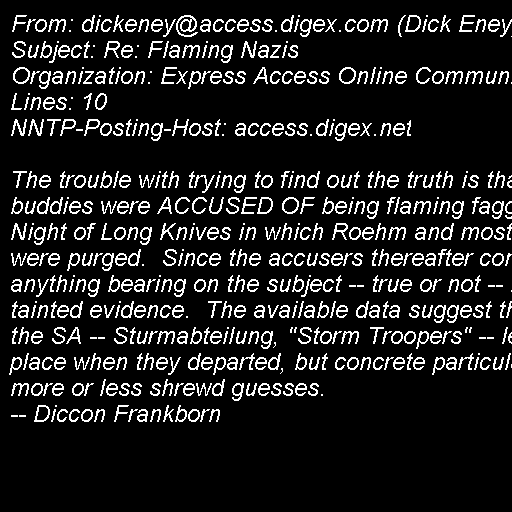 From: dickeney@access.digex.com (Dick Eney
Subject: Re: Flaming Nazis
Organization: Express Access Online Commun
Lines: 10
NNTP-Posting-Host: access.digex.net

The trouble with trying to find out the truth is tha
buddies were ACCUSED OF being flaming fagg
Night of Long Knives in which Roehm and most
were purged.  Since the accusers thereafter con
anything bearing on the subject -- true or not --
tainted evidence.  The available data suggest th
the SA -- Sturmabteilung, "Storm Troopers" -- le
place when they departed, but concrete particul
more or less shrewd guesses.
-- Diccon Frankborn